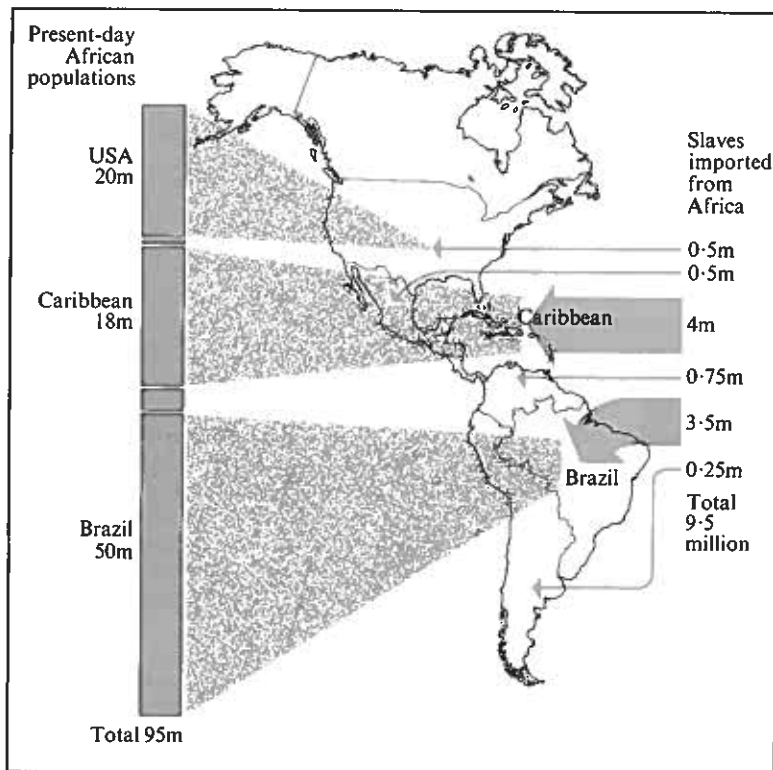 Present-day
African
populations
USA
20m
Caribbean
18m
Brazil
50m
Total 95m
Caribbean
Brazil
Slaves
imported
from
Africa
0·5m
0·5m
4m
0·75m
3·5m
0·25m
Total
9·5
million